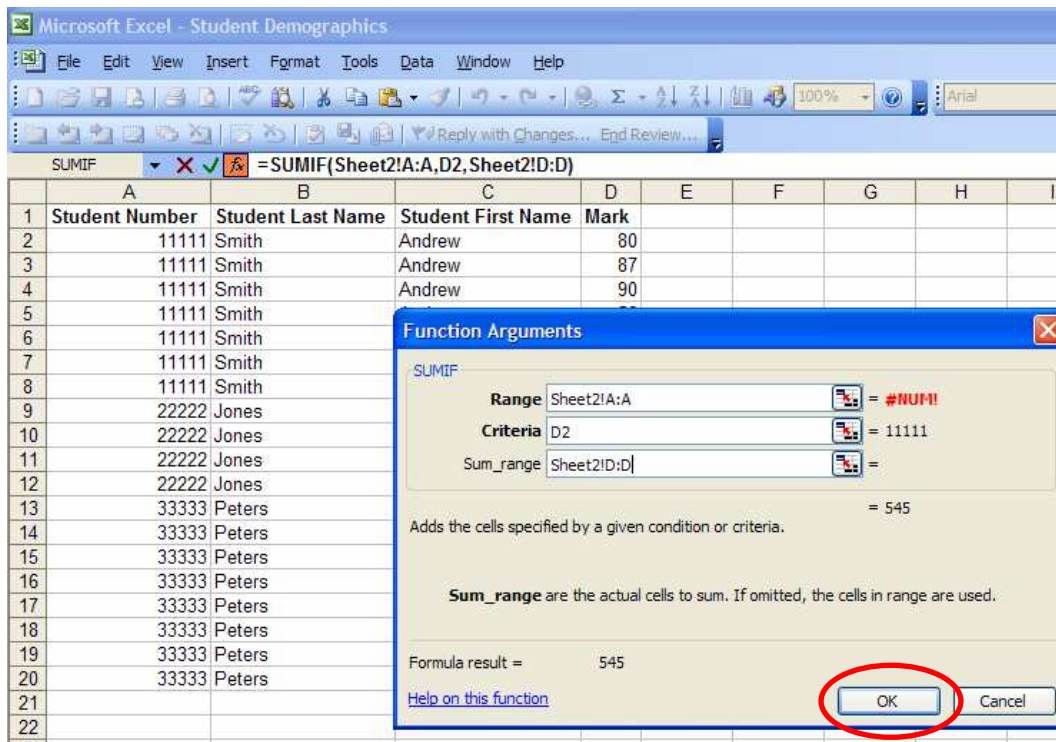 Microsoft Excel - Student Demographics
File Edit View Insert Format Tools Data Window Help
100% Arial
Reply with Changes... End Review...
SUMIF =SUMIF(Sheet2!A:A,D2,Sheet2!D:D)
A B C D E F G H I
1 Student Number Student Last Name Student First Name Mark
2 11111 Smith Andrew 80
3 11111 Smith Andrew 87
4 11111 Smith Andrew 90
5 11111 Smith
6 11111 Smith
7 11111 Smith
8 11111 Smith
9 22222 Jones
10 22222 Jones
11 22222 Jones
12 22222 Jones
13 33333 Peters
14 33333 Peters
15 33333 Peters
16 33333 Peters
17 33333 Peters
18 33333 Peters
19 33333 Peters
20 33333 Peters
21
22
Function Arguments
SUMIF
Range Sheet2!A:A = #NUM!
Criteria D2 = 11111
Sum_range Sheet2!D:D =
= 545
Adds the cells specified by a given condition or criteria.
Sum_range are the actual cells to sum. If omitted, the cells in range are used.
Formula result = 545
Help on this function OK Cancel